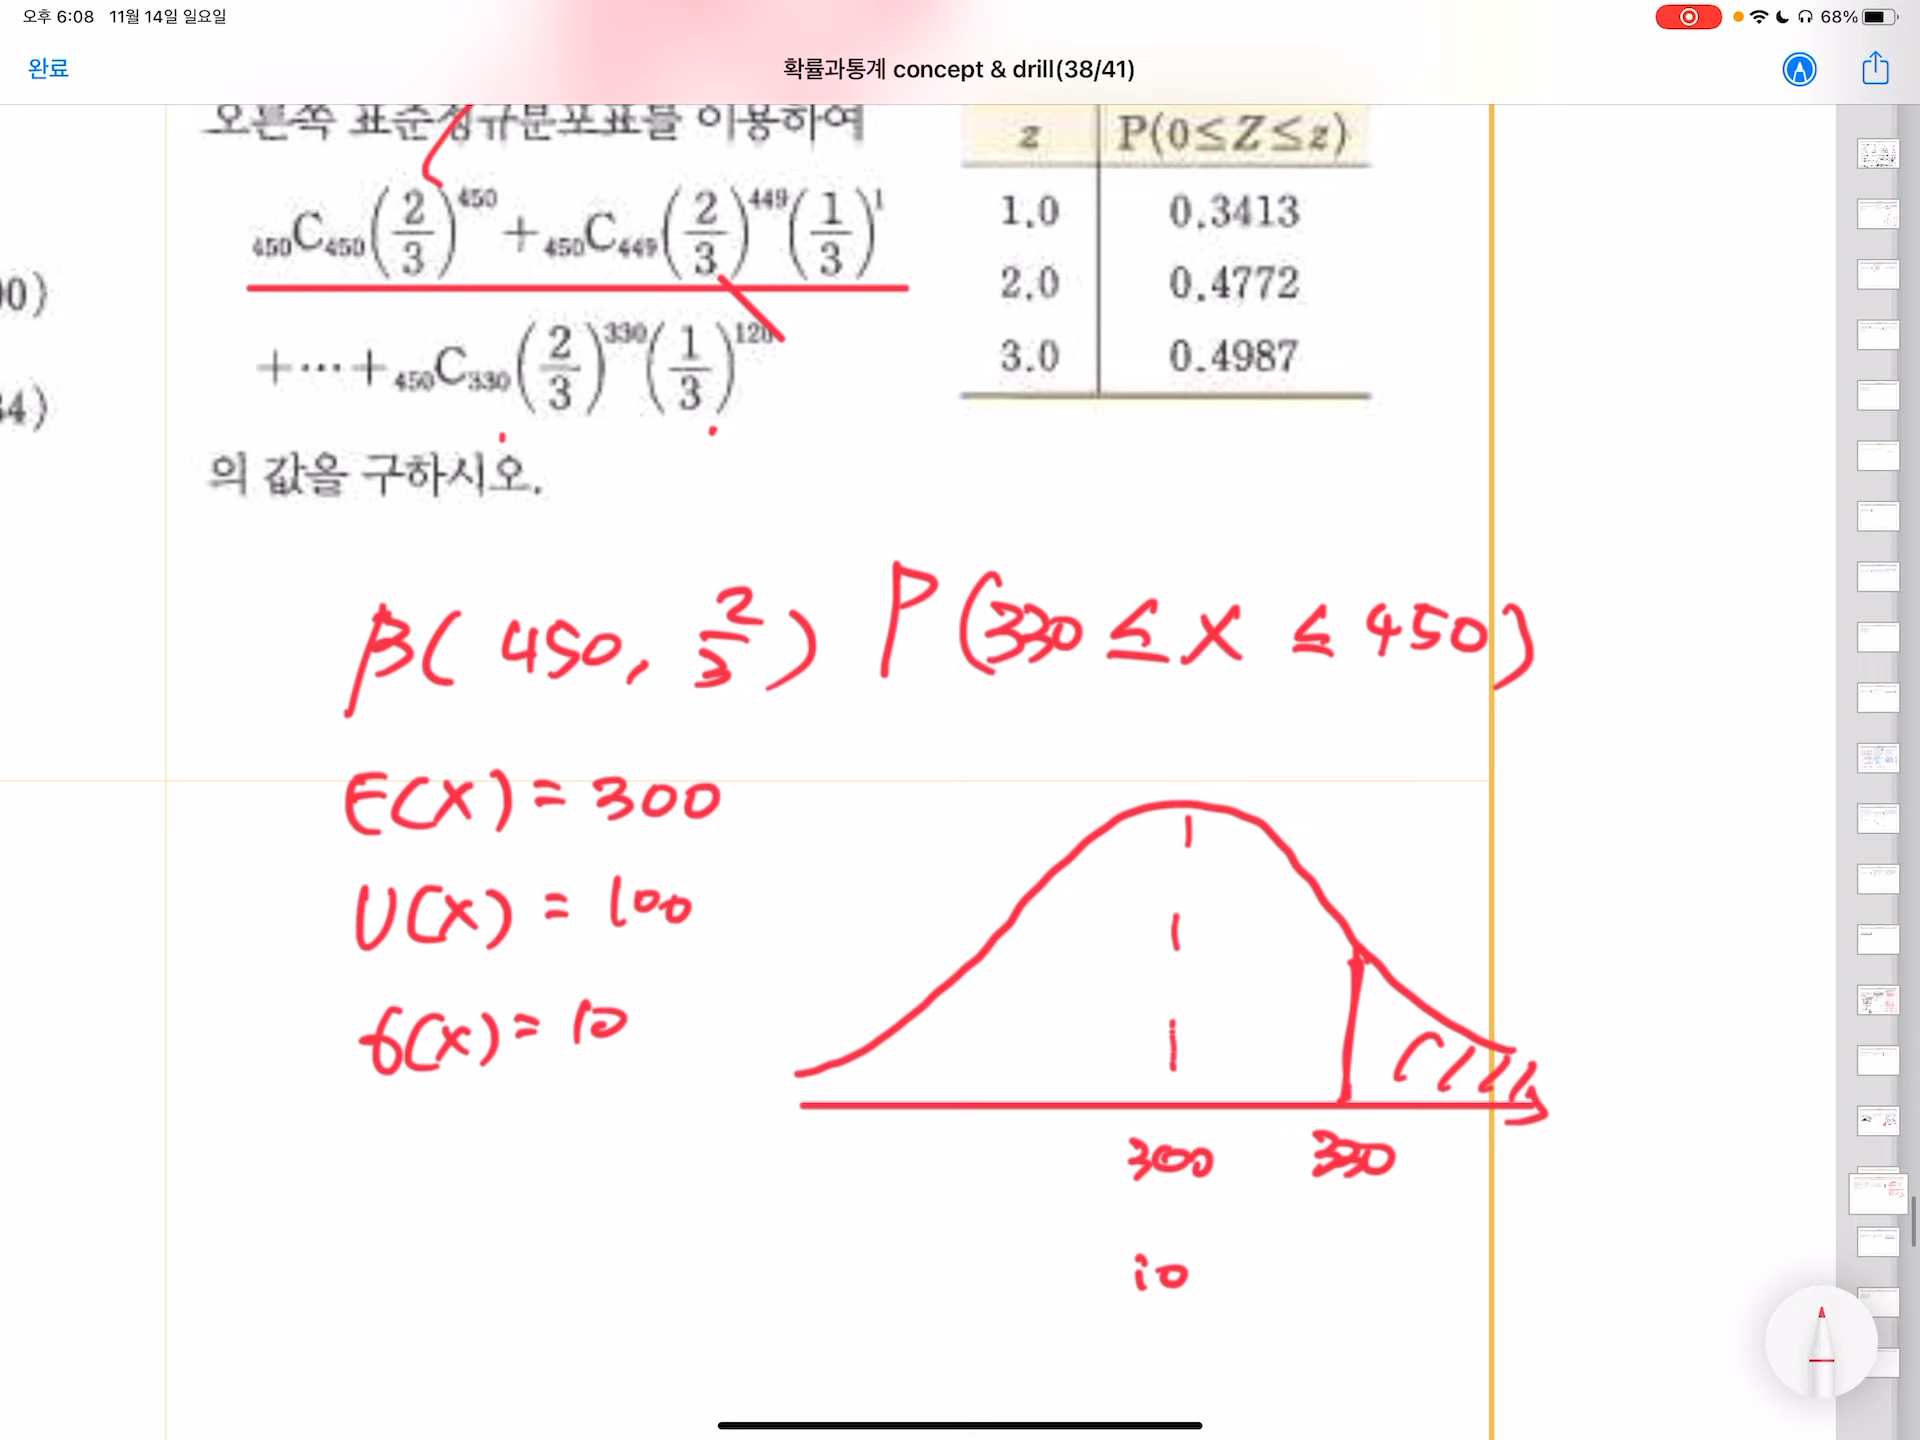 오후 6:08 11월 14일 일요일
68%
완료
확률과통계 concept & drill(38/41)
오른쪽 표준정규분포표를 이용하여
₄₅₀C₄₅₀(2/3)⁴⁵⁰+₄₅₀C₄₄₉(2/3)⁴⁴⁹(1/3)¹
+⋯+₄₅₀C₃₃₀(2/3)³³⁰(1/3)¹²⁰
의 값을 구하시오.
z P(0≤Z≤z)
1.0 0.3413
2.0 0.4772
3.0 0.4987
00)
84)
B(450, 2/3) P(330 ≤ X ≤ 450)
E(X) = 300
V(X) = 100
σ(X) = 10
300 330
10